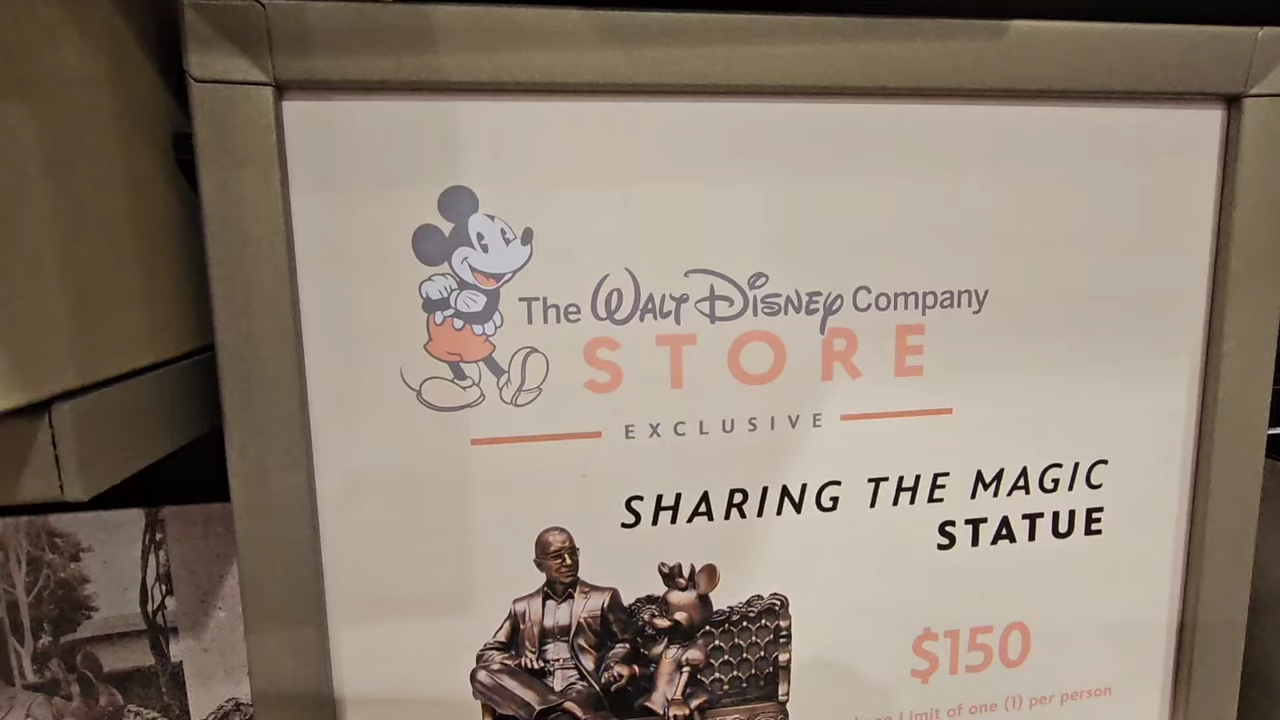 The Walt Disney Company
STORE
EXCLUSIVE
SHARING THE MAGIC
STATUE
$150
Limit of one (1) per person